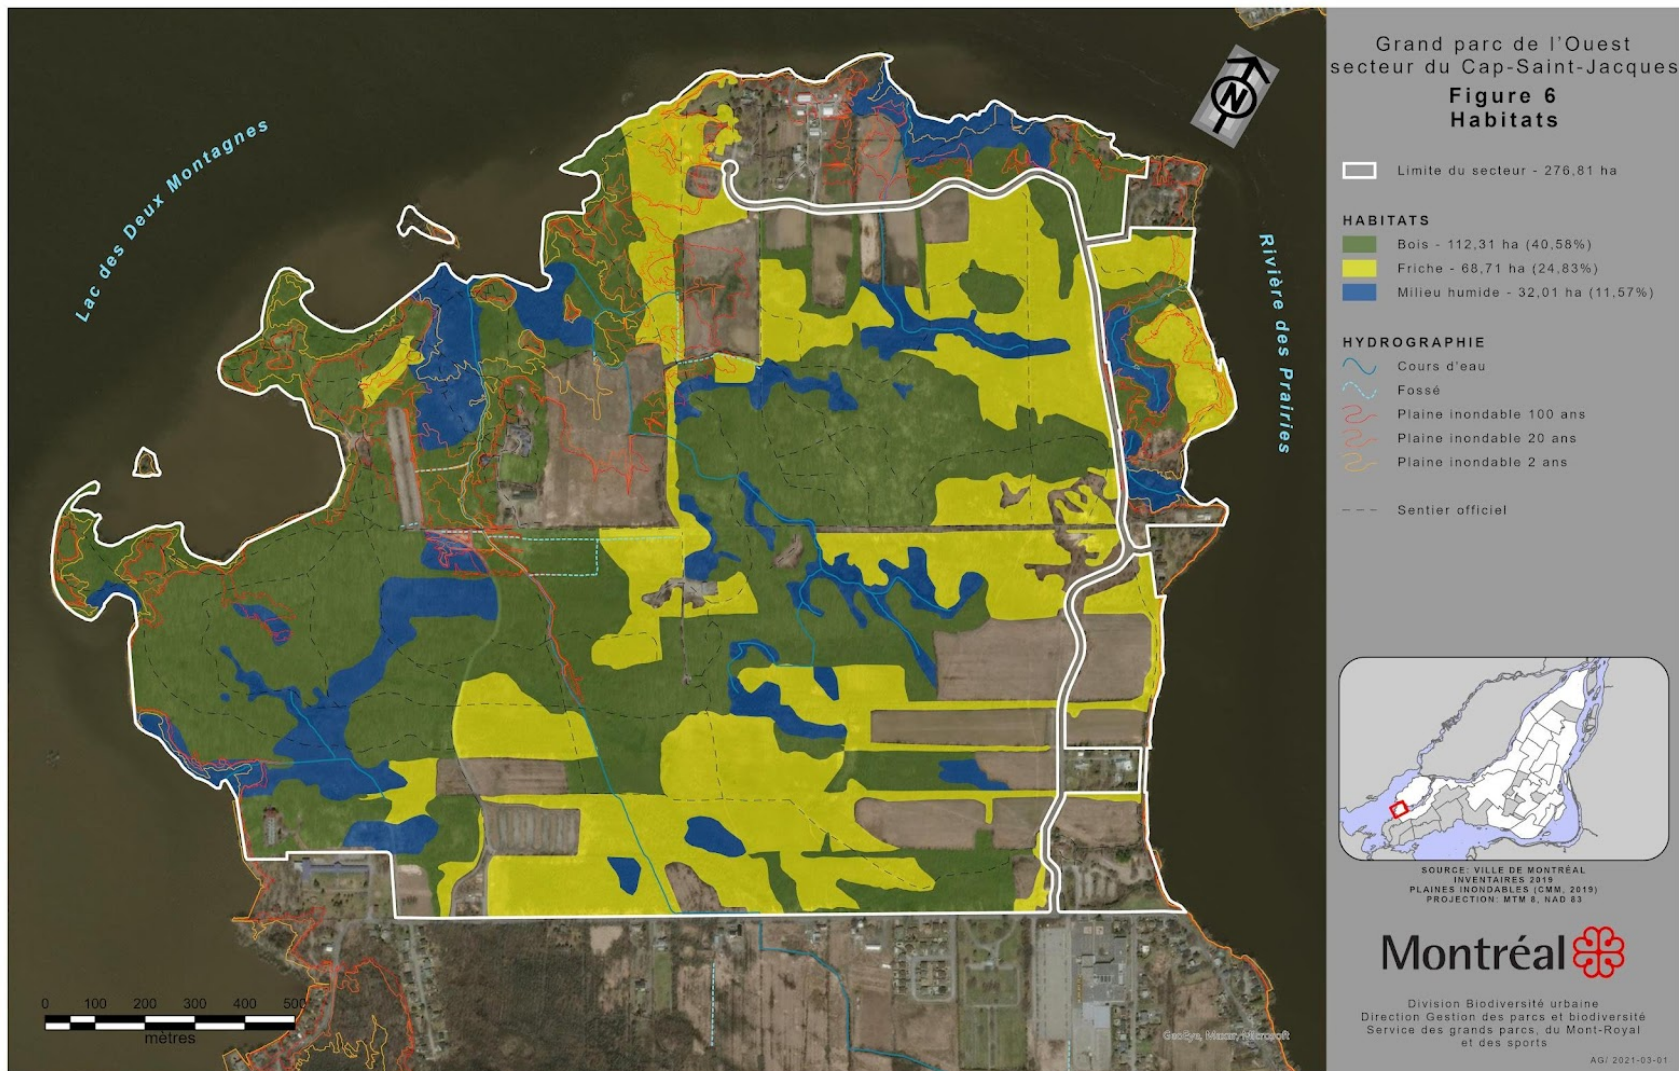 Grand parc de l'Ouest
secteur du Cap-Saint-Jacques
Figure 6
Habitats
N
Limite du secteur - 276,81 ha
HABITATS
Bois - 112,31 ha (40,58%)
Friche - 68,71 ha (24,83%)
Milieu humide - 32,01 ha (11,57%)
HYDROGRAPHIE
Cours d'eau
Fossé
Plaine inondable 100 ans
Plaine inondable 20 ans
Plaine inondable 2 ans
Sentier officiel
Lac des Deux Montagnes
Rivière des Prairies
0 100 200 300 400 500
mètres
GeoEye, Maxar, Microsoft
SOURCE: VILLE DE MONTRÉAL
INVENTAIRES 2019
PLAINES INONDABLES (CMM, 2019)
PROJECTION: MTM 8, NAD 83
Montréal
Division Biodiversité urbaine
Direction Gestion des parcs et biodiversité
Service des grands parcs, du Mont-Royal
et des sports
AG/ 2021-03-01